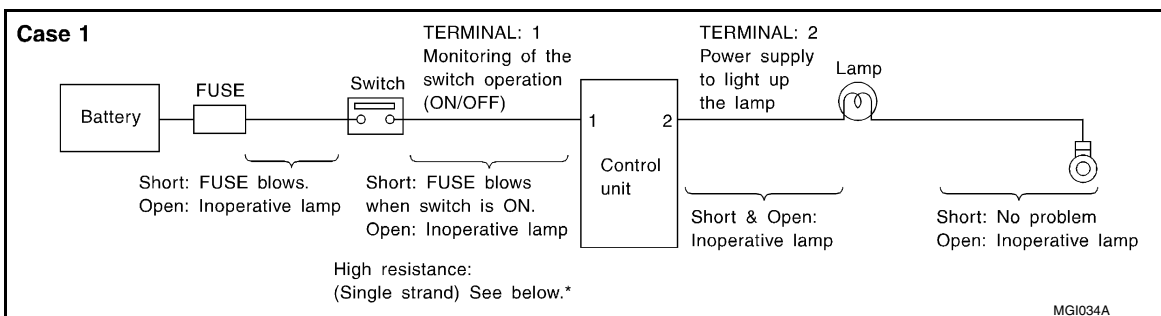 Case 1
TERMINAL: 1
Monitoring of the
switch operation
(ON/OFF)
TERMINAL: 2
Power supply
to light up
the lamp
Lamp
FUSE
Switch
Battery
1
2
Control
unit
Short: FUSE blows.
Open: Inoperative lamp
Short: FUSE blows
when switch is ON.
Open: Inoperative lamp
Short & Open:
Inoperative lamp
Short: No problem
Open: Inoperative lamp
High resistance:
(Single strand) See below.*
MGI034A